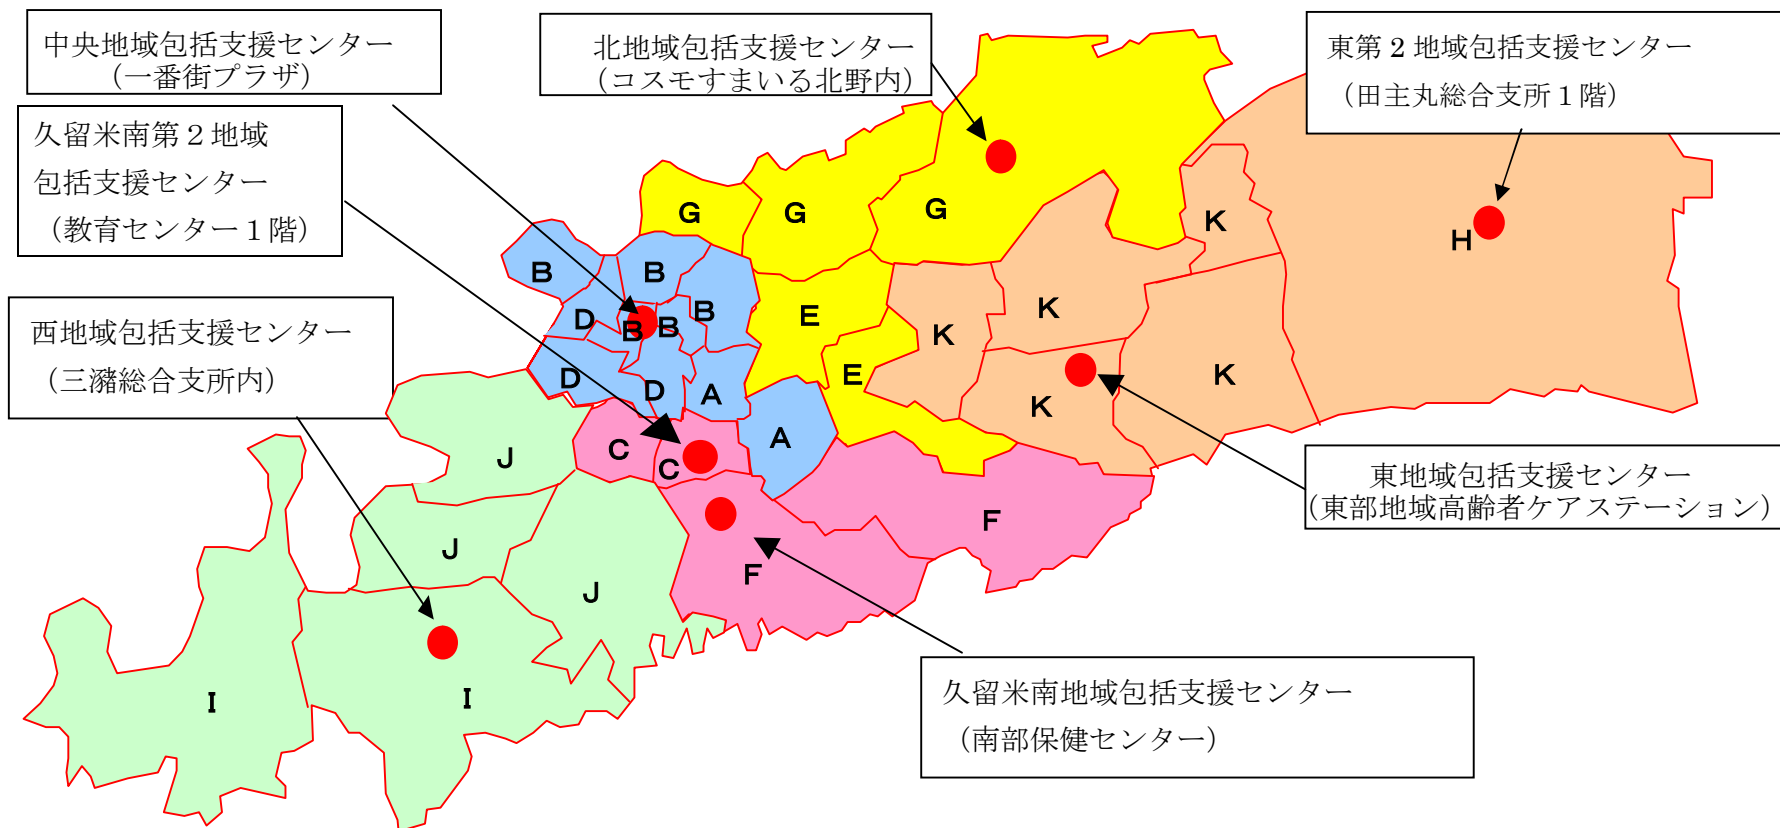 中央地域包括支援センター
(一番街プラザ)
北地域包括支援センター
(コスモすまいる北野内)
東第2地域包括支援センター
(田主丸総合支所1階)
久留米南第2地域
包括支援センター
(教育センター1階)
西地域包括支援センター
(三潴総合支所内)
東地域包括支援センター
(東部地域高齢者ケアステーション)
久留米南地域包括支援センター
(南部保健センター)
G
G
G
K
H
B
B
B
D
B
B
E
K
K
D
D
A
E
K
K
A
C
C
J
F
J
F
J
I
I